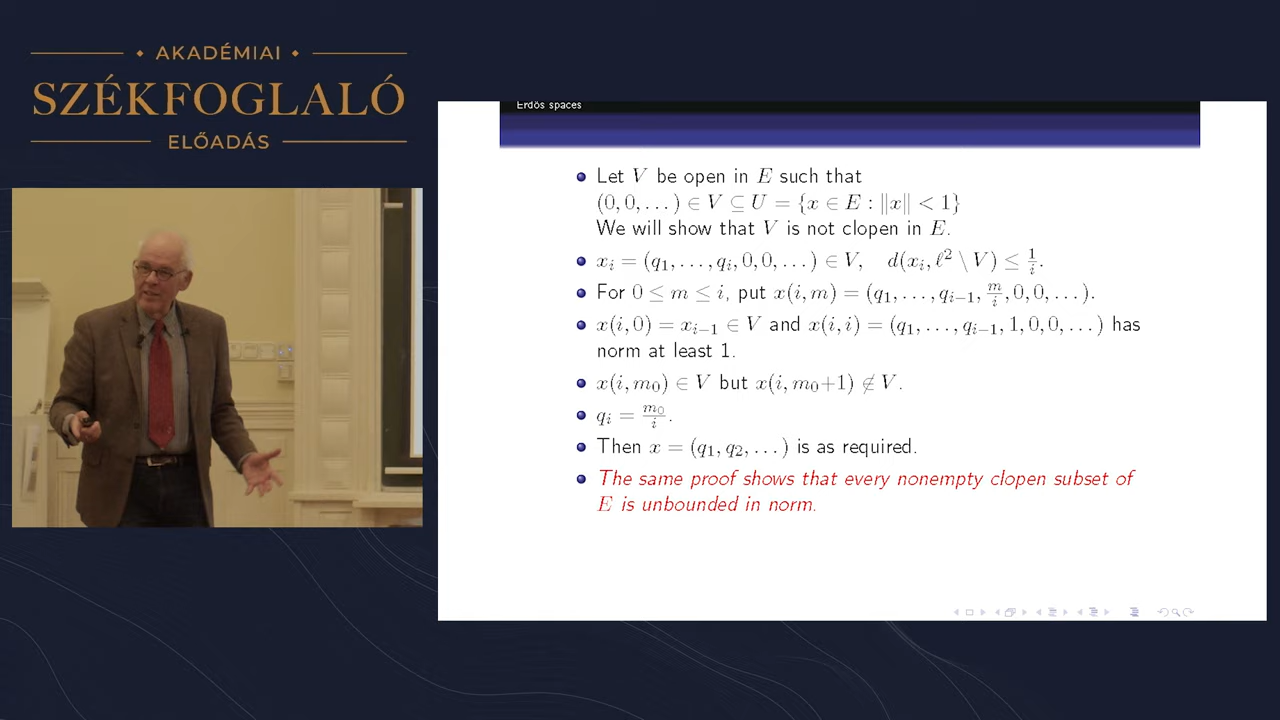 AKADÉMIAI
SZÉKFOGLALÓ
ELŐADÁS
Erdős spaces
Let V be open in E such that
(0, 0, . . . ) ∈ V ⊆ U = {x ∈ E : ‖x‖ < 1}
We will show that V is not clopen in E.
x_i = (q_1, . . . , q_i, 0, 0, . . . ) ∈ V, d(x_i, ℓ^2 \ V) ≤ 1/i.
For 0 ≤ m ≤ i, put x(i, m) = (q_1, . . . , q_{i−1}, m/i, 0, 0, . . . ).
x(i, 0) = x_{i−1} ∈ V and x(i, i) = (q_1, . . . , q_{i−1}, 1, 0, 0, . . . ) has
norm at least 1.
x(i, m_0) ∈ V but x(i, m_0+1) ∉ V.
q_i = m_0/i.
Then x = (q_1, q_2, . . . ) is as required.
The same proof shows that every nonempty clopen subset of
E is unbounded in norm.